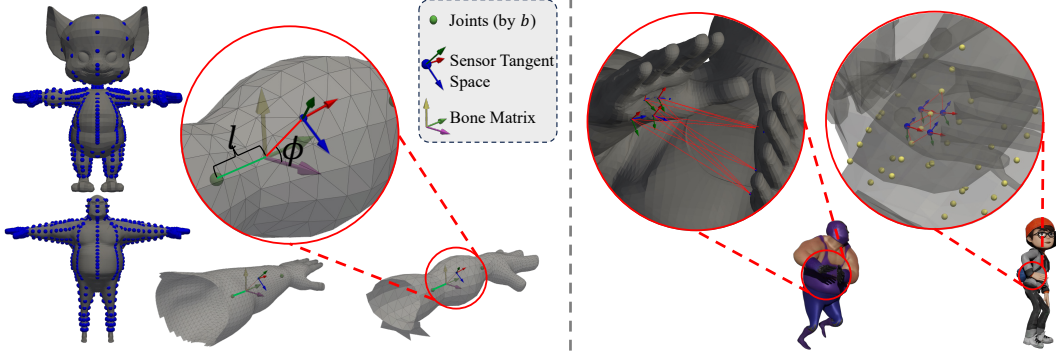 Joints (by b)
Sensor Tangent
Space
Bone Matrix
l
ϕ